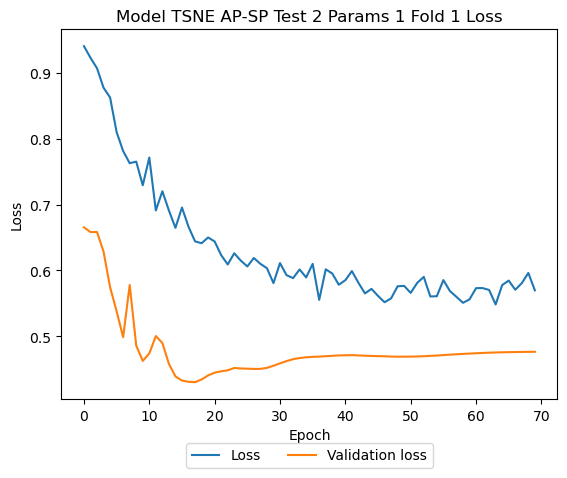 Model TSNE AP-SP Test 2 Params 1 Fold 1 Loss
0.9
0.8
0.7
0.6
0.5
Loss
0 10 20 30 40 50 60 70
Epoch
Loss Validation loss